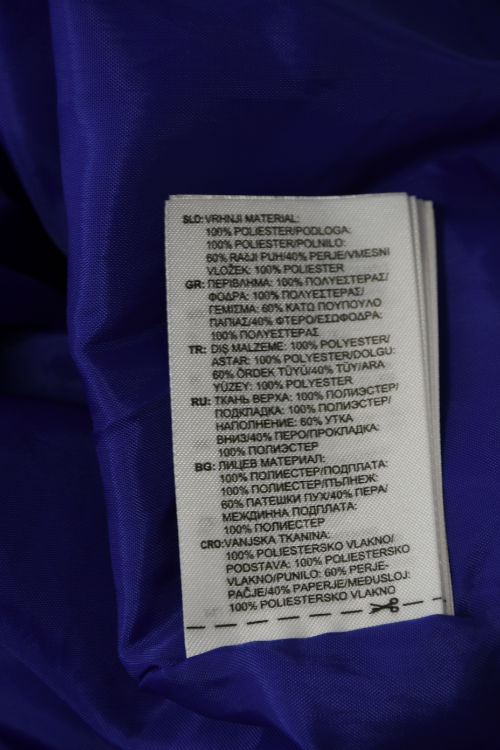 SLO: VRHNJI MATERIAL:
100% POLIESTER/PODLOGA:
100% POLIESTER/POLNILO:
60% RAČJI PUH/40% PERJE/VMESNI
VLOŽEK: 100% POLIESTER
GR: ΠΕΡΙΒΛΗΜΑ: 100% ΠΟΛΥΕΣΤΕΡΑΣ/
ΦΟΔΡΑ: 100% ΠΟΛΥΕΣΤΕΡΑΣ/
ΓΕΜΙΣΜΑ: 60% ΚΑΤΩ ΠΟΥΠΟΥΛΟ
ΠΑΠΙΑΣ/40% ΦΤΕΡΟ/ΕΣΩΦΟΔΡΑ:
100% ΠΟΛΥΕΣΤΕΡΑΣ
TR: DIŞ MALZEME: 100% POLYESTER/
ASTAR: 100% POLYESTER/DOLGU:
60% ÖRDEK TÜYÜ/40% TÜY/ARA
YÜZEY: 100% POLYESTER
RU: ТКАНЬ ВЕРХА: 100% ПОЛИЭСТЕР/
ПОДКЛАДКА: 100% ПОЛИЭСТЕР/
НАПОЛНЕНИЕ: 60% УТКА
ВНИЗ/40% ПЕРО/ПРОКЛАДКА:
100% ПОЛИЭСТЕР
BG: ЛИЦЕВ МАТЕРИАЛ:
100% ПОЛИЕСТЕР/ПОДПЛАТА:
100% ПОЛИЕСТЕР/ПЪЛНЕЖ:
60% ПАТЕШКИ ПУХ/40% ПЕРА/
МЕЖДИННА ПОДПЛАТА:
100% ПОЛИЕСТЕР
CRO: VANJSKA TKANINA:
100% POLIESTERSKO VLAKNO/
PODSTAVA: 100% POLIESTERSKO
VLAKNO/PUNILO: 60% PERJE-
PAČJE/40% PAPERJE/MEĐUSLOJ:
100% POLIESTERSKO VLAKNO